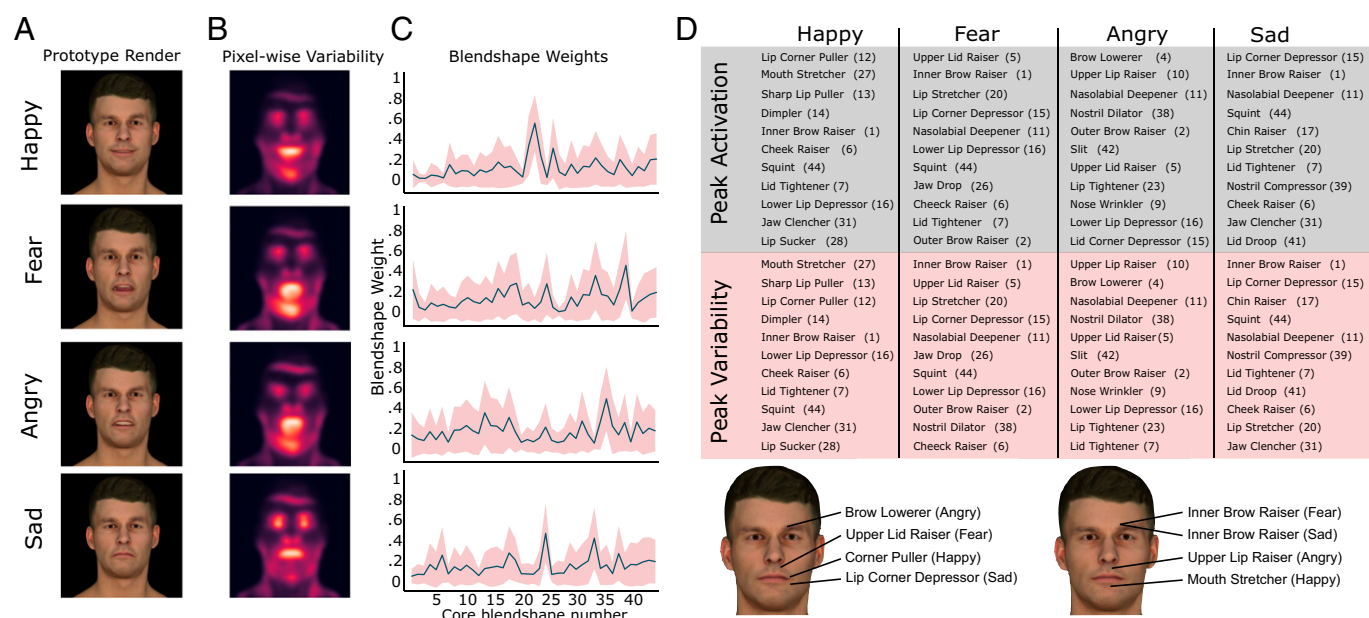 A
B
C
D
Prototype Render
Pixel-wise Variability
Blendshape Weights
Happy
Fear
Angry
Sad
Blendshape Weight
1
.8
.6
.4
.2
0
1
.8
.6
.4
.2
0
1
.8
.6
.4
.2
0
1
.8
.6
.4
.2
0
5 10 15 20 25 30 35 40
Core blendshape number
Happy Fear Angry Sad
Peak Activation
Lip Corner Puller (12) Upper Lid Raiser (5) Brow Lowerer (4) Lip Corner Depressor (15)
Mouth Stretcher (27) Inner Brow Raiser (1) Upper Lip Raiser (10) Inner Brow Raiser (1)
Sharp Lip Puller (13) Lip Stretcher (20) Nasolabial Deepener (11) Nasolabial Deepener (11)
Dimpler (14) Lip Corner Depressor (15) Nostril Dilator (38) Squint (44)
Inner Brow Raiser (1) Nasolabial Deepener (11) Outer Brow Raiser (2) Chin Raiser (17)
Cheek Raiser (6) Lower Lip Depressor (16) Slit (42) Lip Stretcher (20)
Squint (44) Squint (44) Upper Lid Raiser (5) Lid Tightener (7)
Lid Tightener (7) Jaw Drop (26) Lip Tightener (23) Nostril Compressor (39)
Lower Lip Depressor (16) Cheeck Raiser (6) Nose Wrinkler (9) Cheek Raiser (6)
Jaw Clencher (31) Lid Tightener (7) Lower Lip Depressor (16) Jaw Clencher (31)
Lip Sucker (28) Outer Brow Raiser (2) Lid Corner Depressor (15) Lid Droop (41)
Peak Variability
Mouth Stretcher (27) Inner Brow Raiser (1) Upper Lip Raiser (10) Inner Brow Raiser (1)
Sharp Lip Puller (13) Upper Lid Raiser (5) Brow Lowerer (4) Lip Corner Depressor (15)
Lip Corner Puller (12) Lip Stretcher (20) Nasolabial Deepener (11) Chin Raiser (17)
Dimpler (14) Lip Corner Depressor (15) Nostril Dilator (38) Squint (44)
Inner Brow Raiser (1) Nasolabial Deepener (11) Upper Lid Raiser(5) Nasolabial Deepener (11)
Lower Lip Depressor (16) Jaw Drop (26) Slit (42) Nostril Compressor (39)
Cheek Raiser (6) Squint (44) Outer Brow Raiser (2) Lid Tightener (7)
Lid Tightener (7) Lower Lip Depressor (16) Nose Wrinkler (9) Lid Droop (41)
Squint (44) Outer Brow Raiser (2) Lower Lip Depressor (16) Cheek Raiser (6)
Jaw Clencher (31) Nostril Dilator (38) Lip Tightener (23) Lip Stretcher (20)
Lip Sucker (28) Cheeck Raiser (6) Lid Tightener (7) Jaw Clencher (31)
Brow Lowerer (Angry)
Upper Lid Raiser (Fear)
Corner Puller (Happy)
Lip Corner Depressor (Sad)
Inner Brow Raiser (Fear)
Inner Brow Raiser (Sad)
Upper Lip Raiser (Angry)
Mouth Stretcher (Happy)